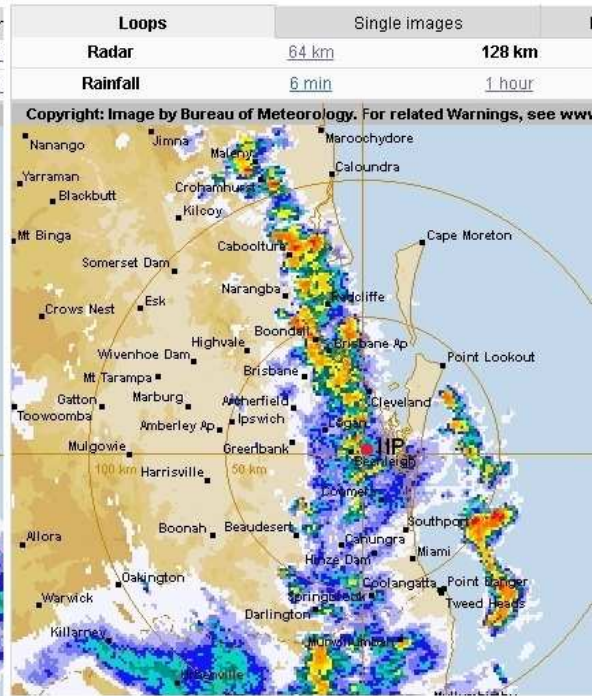 Loops Single images
Radar 64 km 128 km
Rainfall 6 min 1 hour
Copyright: Image by Bureau of Meteorology. For related Warnings, see www
Nanango Jimna Maleny Maroochydore
Yarraman Crohamhurst Caloundra
Blackbutt
Kilcoy
Mt Binga Caboolture Cape Moreton
Somerset Dam
Narangba Redcliffe
Crows Nest Esk
Boondall
Highvale Brisbane Ap
Wivenhoe Dam Point Lookout
Mt Tarampa Brisbane
Gatton Marburg Archerfield Cleveland
Toowoomba Amberley Ap Ipswich Logan
Mulgowie Greenbank HP
Beenleigh
100 km 50 km
Harrisville
Coomera
Boonah Beaudesert Southport
Allora Canungra
Hinze Dam Miami
Oakington Coolangatta Point Danger
Warwick Springbrook Tweed Heads
Darlington
Killarney Murwillumbah